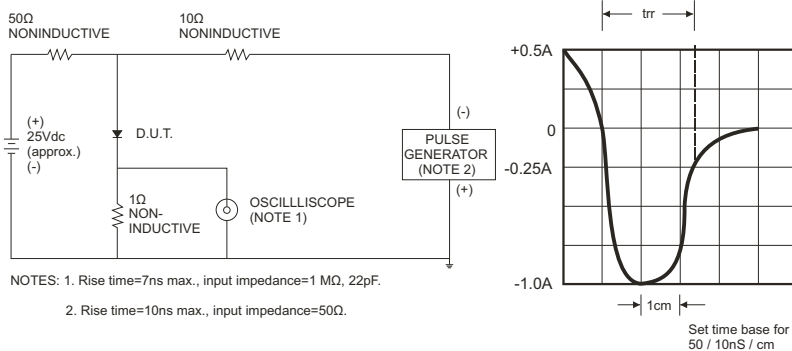 50Ω
NONINDUCTIVE
10Ω
NONINDUCTIVE
(+)
25Vdc
(approx.)
(-)
D.U.T.
1Ω
NON-
INDUCTIVE
OSCILLLISCOPE
(NOTE 1)
(-)
PULSE
GENERATOR
(NOTE 2)
(+)
NOTES: 1. Rise time=7ns max., input impedance=1 MΩ, 22pF.
2. Rise time=10ns max., input impedance=50Ω.
trr
+0.5A
0
-0.25A
-1.0A
1cm
Set time base for
50 / 10nS / cm